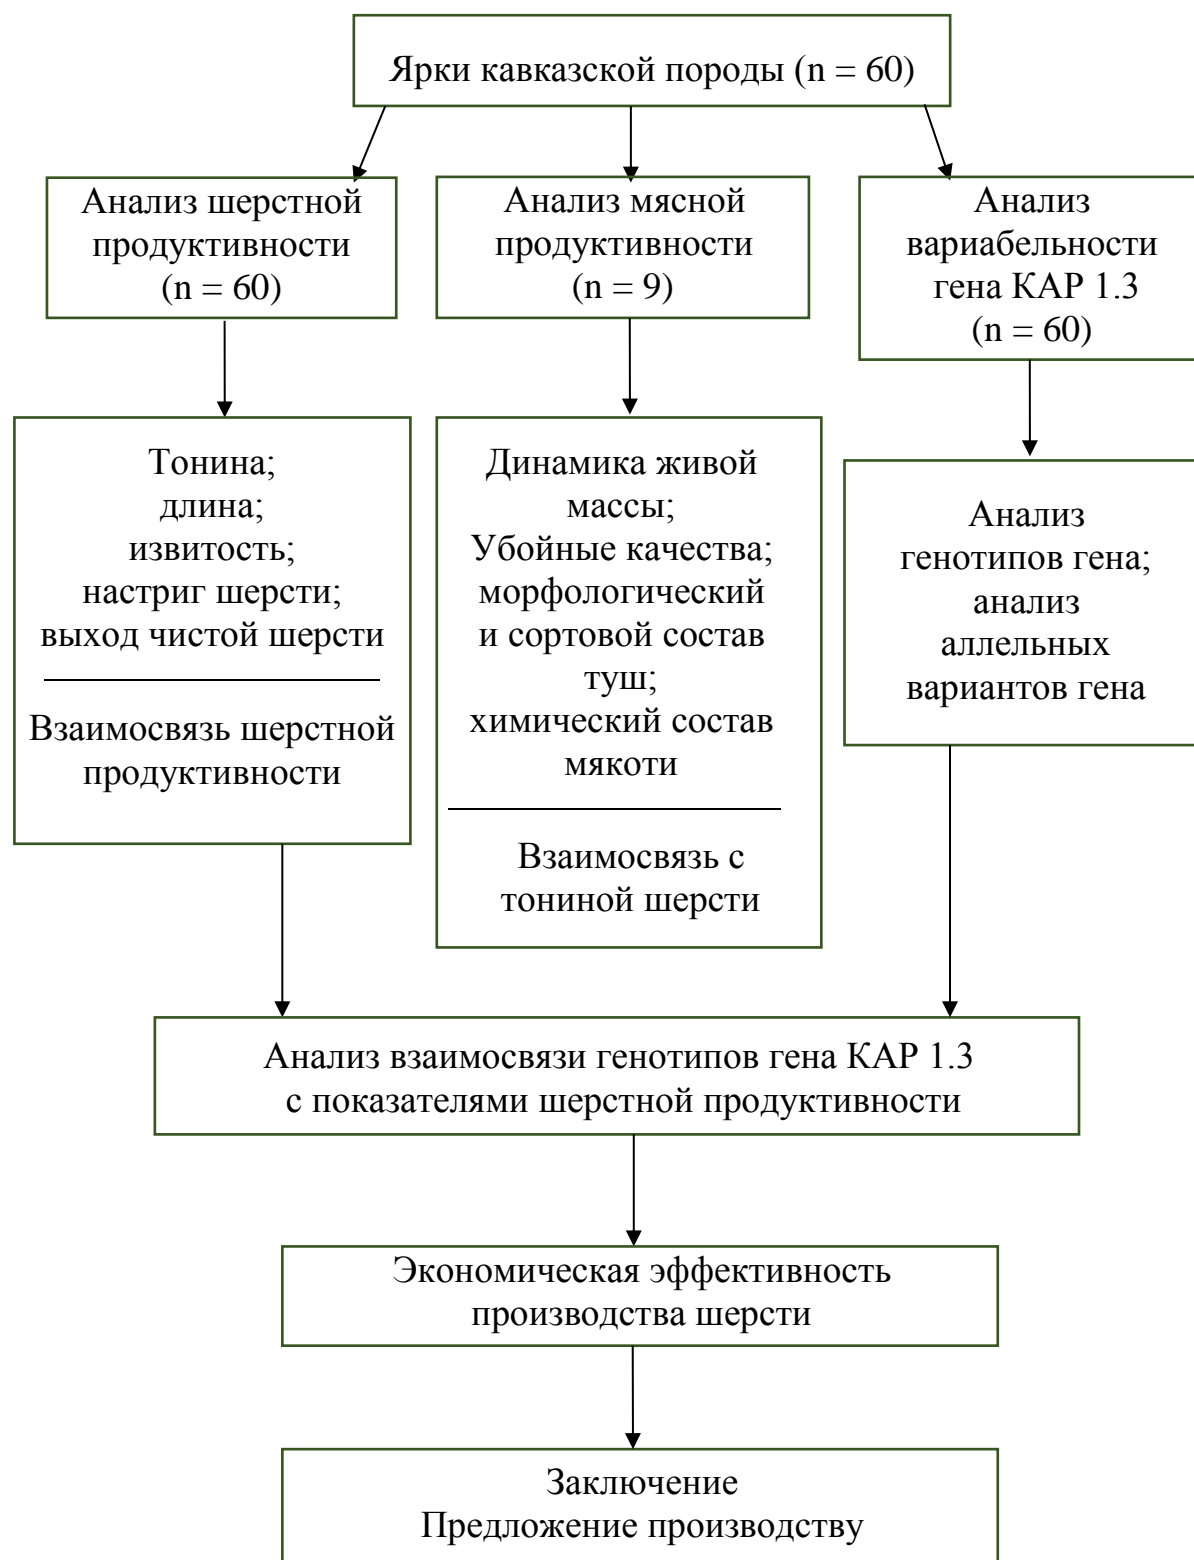 Ярки кавказской породы (n = 60)
Анализ шерстной
продуктивности
(n = 60)
Анализ мясной
продуктивности
(n = 9)
Анализ
вариабельности
гена КАР 1.3
(n = 60)
Тонина;
длина;
извитость;
настриг шерсти;
выход чистой шерсти
Взаимосвязь шерстной
продуктивности
Динамика живой
массы;
Убойные качества;
морфологический
и сортовой состав
туш;
химический состав
мякоти
Взаимосвязь с
тониной шерсти
Анализ
генотипов гена;
анализ
аллельных
вариантов гена
Анализ взаимосвязи генотипов гена КАР 1.3
с показателями шерстной продуктивности
Экономическая эффективность
производства шерсти
Заключение
Предложение производству